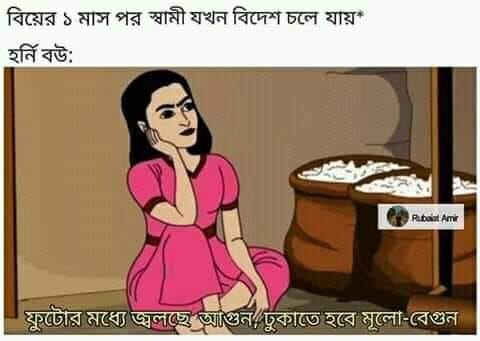 বিয়ের ১ মাস পর স্বামী যখন বিদেশ চলে যায়*
হর্নি বউ:
Rubaiat Amir
ফুটোর মধ্যে জ্বলছে আগুন, ঢুকাতে হবে মূলো-বেগুন